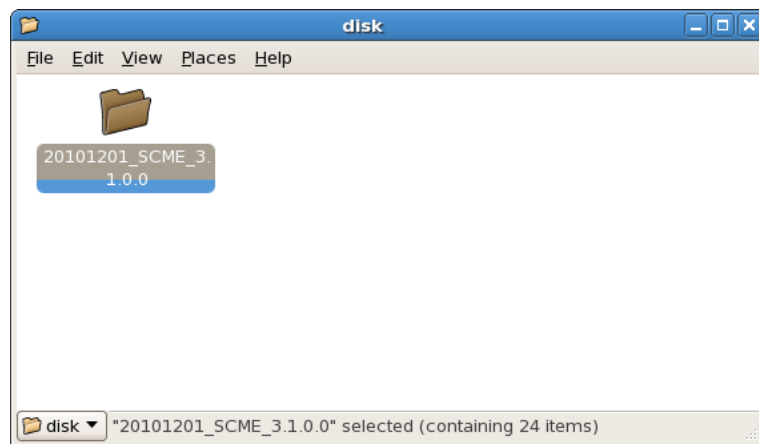 disk
File Edit View Places Help
20101201_SCME_3.
1.0.0
disk "20101201_SCME_3.1.0.0" selected (containing 24 items)